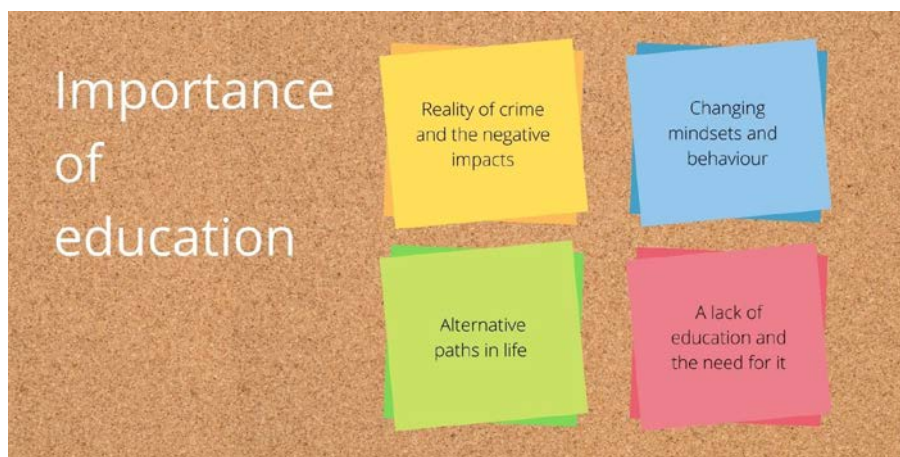 Importance
of
education
Reality of crime
and the negative
impacts
Changing
mindsets and
behaviour
Alternative
paths in life
A lack of
education and
the need for it